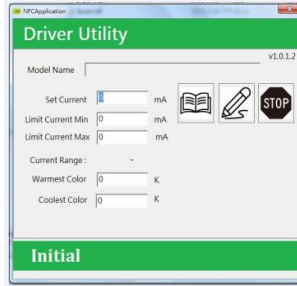 NFCApplication
Driver Utility
v1.0.1.2
Model Name
Set Current 0 mA
Limit Current Min 0 mA
Limit Current Max 0 mA
STOP
Current Range : -
Warmest Color 0 K
Coolest Color 0 K
Initial